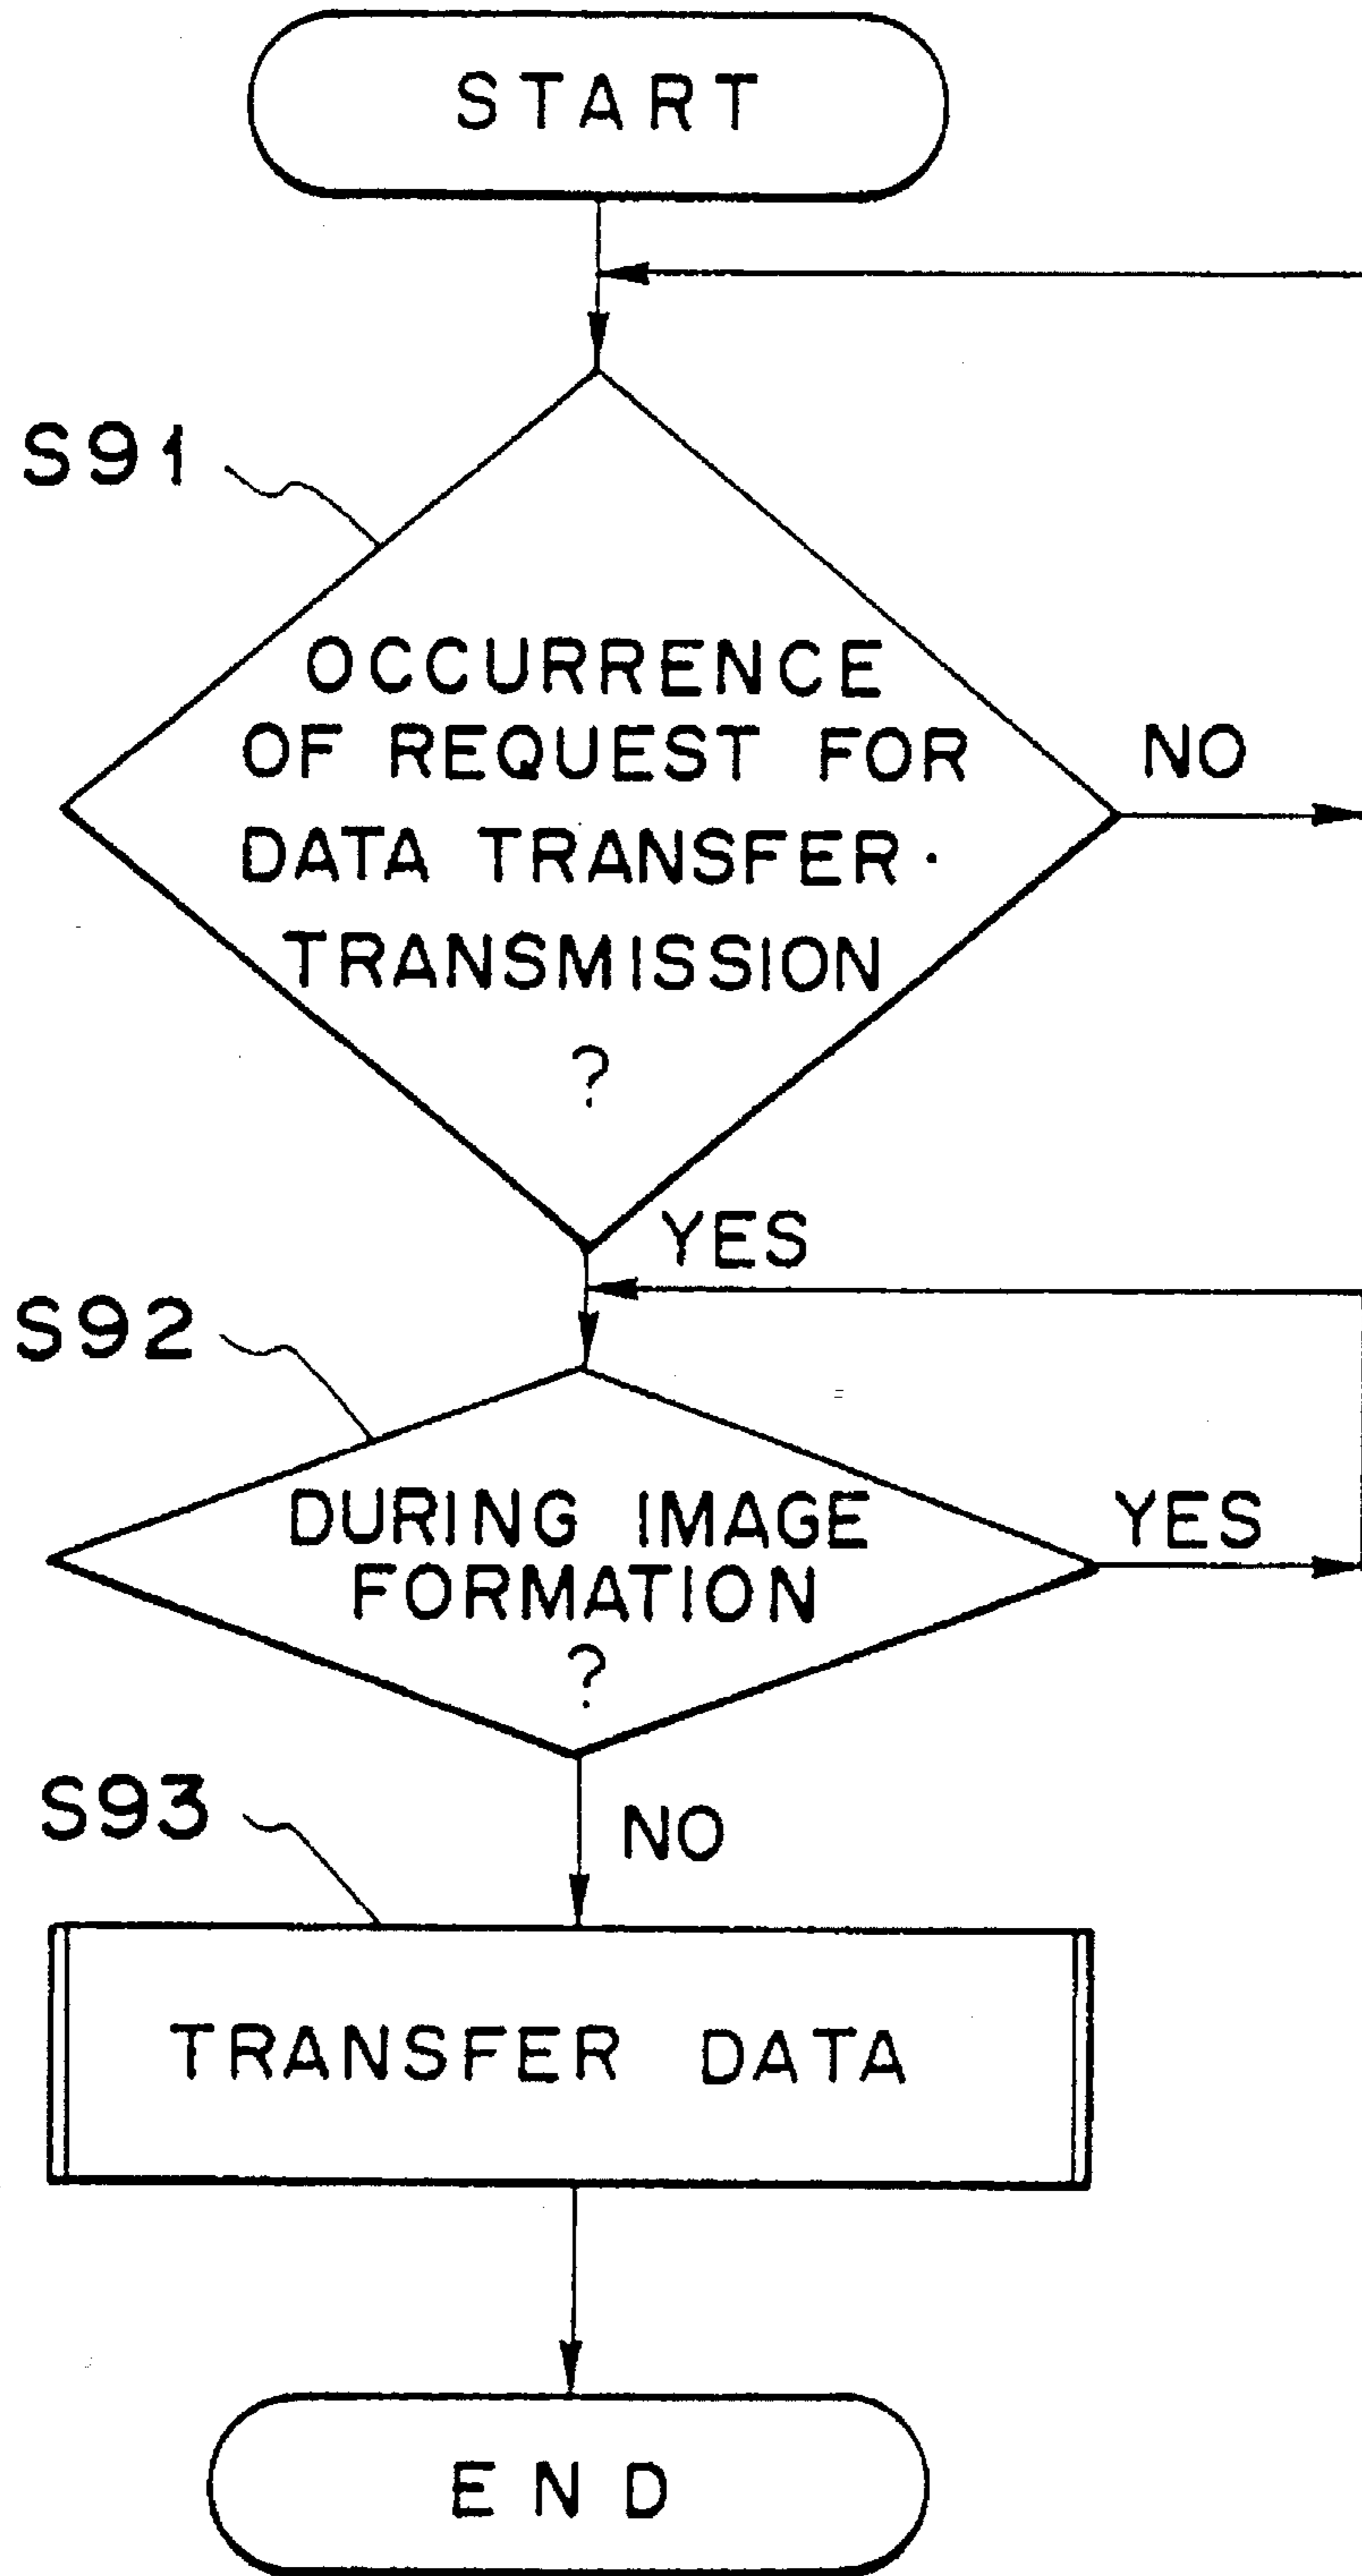 START
S91
OCCURRENCE
OF REQUEST FOR
DATA TRANSFER ·
TRANSMISSION
?
NO
YES
S92
DURING IMAGE
FORMATION
?
YES
S93
NO
TRANSFER DATA
END